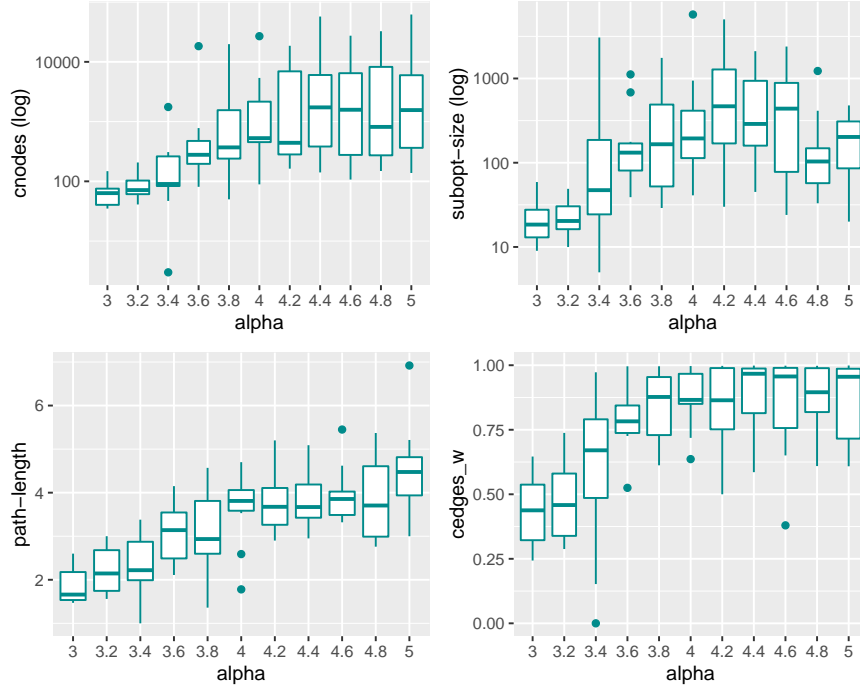 cnodes (log)
10000
100
3 3.2 3.4 3.6 3.8 4 4.2 4.4 4.6 4.8 5
alpha
subopt−size (log)
1000
100
10
3 3.2 3.4 3.6 3.8 4 4.2 4.4 4.6 4.8 5
alpha
path−length
6
4
2
3 3.2 3.4 3.6 3.8 4 4.2 4.4 4.6 4.8 5
alpha
cedges_w
1.00
0.75
0.50
0.25
0.00
3 3.2 3.4 3.6 3.8 4 4.2 4.4 4.6 4.8 5
alpha